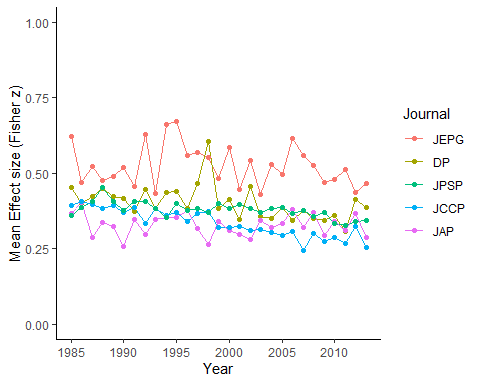 1.00
0.75
0.50
0.25
0.00
Mean Effect size (Fisher z)
1985 1990 1995 2000 2005 2010
Year
Journal
JEPG
DP
JPSP
JCCP
JAP